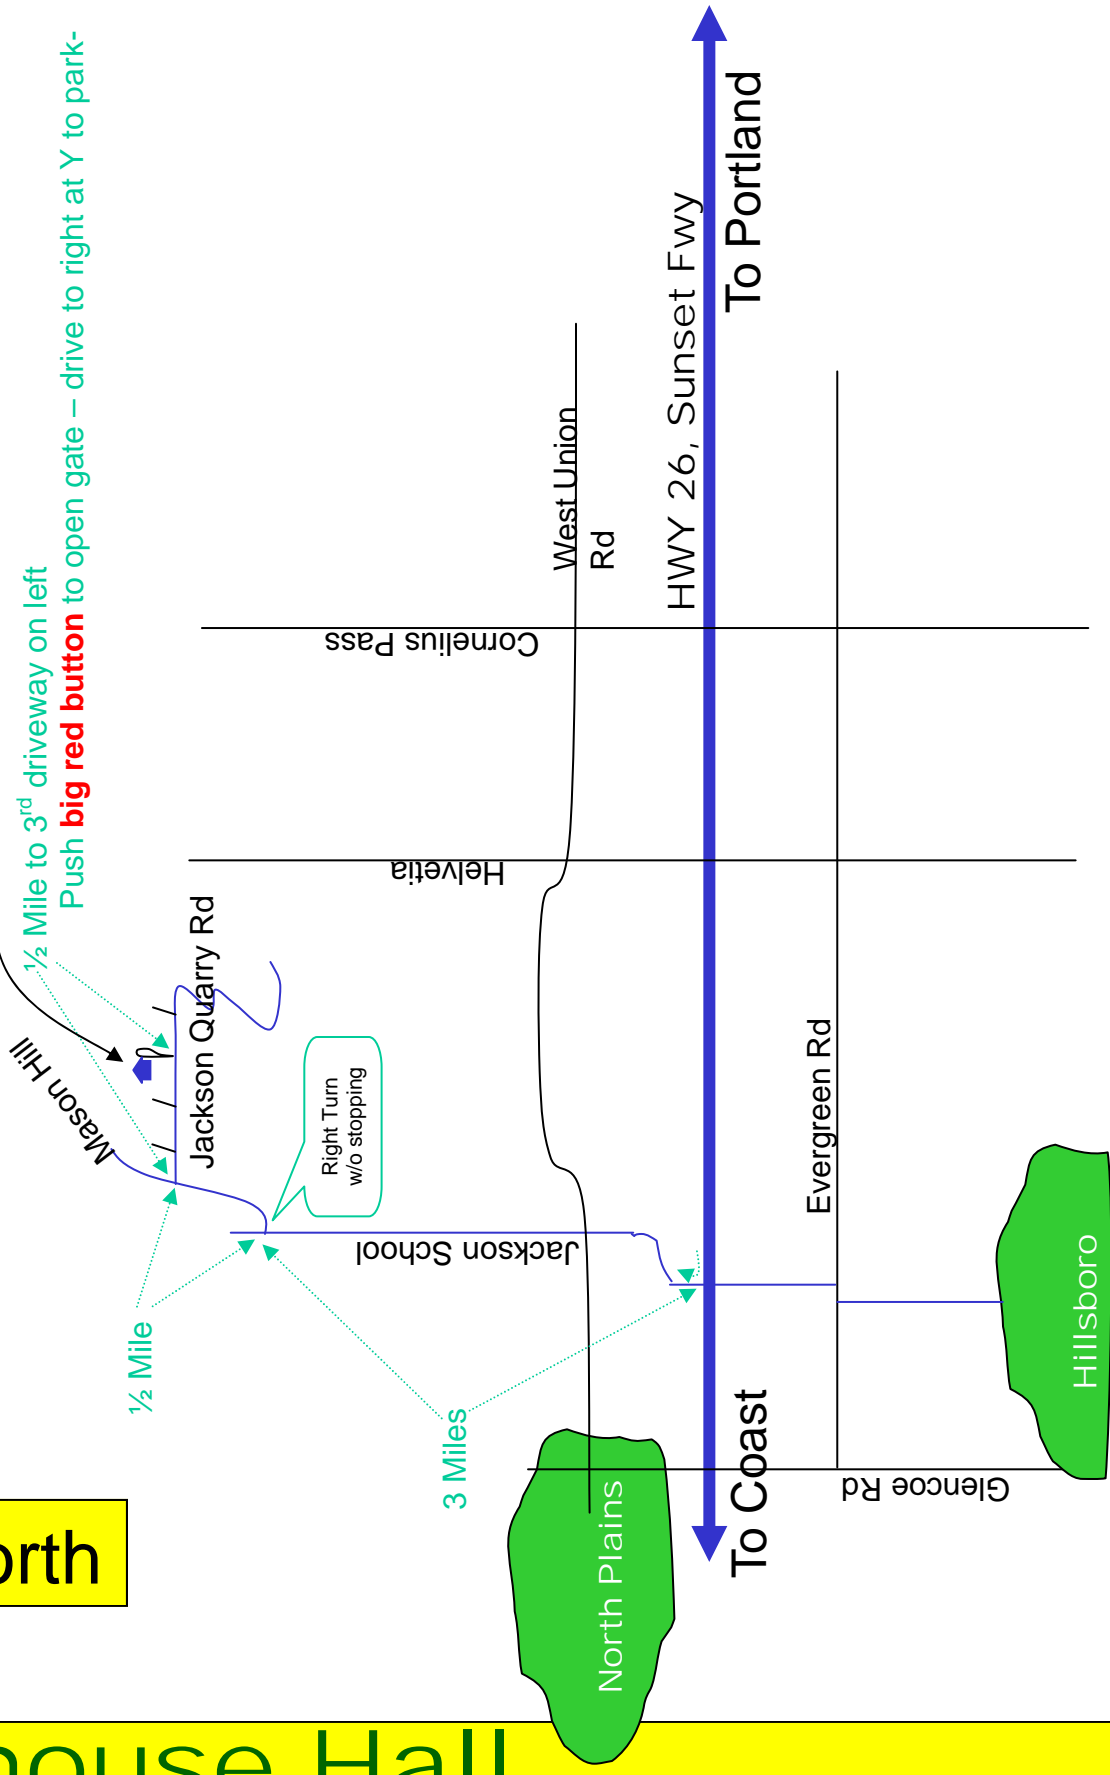 ½ Mile to 3rd driveway on left
Push big red button to open gate – drive to right at Y to park-
Mason Hill
Jackson Quarry Rd
Right Turn
w/o stopping
½ Mile
3 Miles
Jackson School
Helvetia
Cornelius Pass
West Union
Rd
HWY 26, Sunset Fwy
To Portland
To Coast
Evergreen Rd
Glencoe Rd
North Plains
Hillsboro
Hall